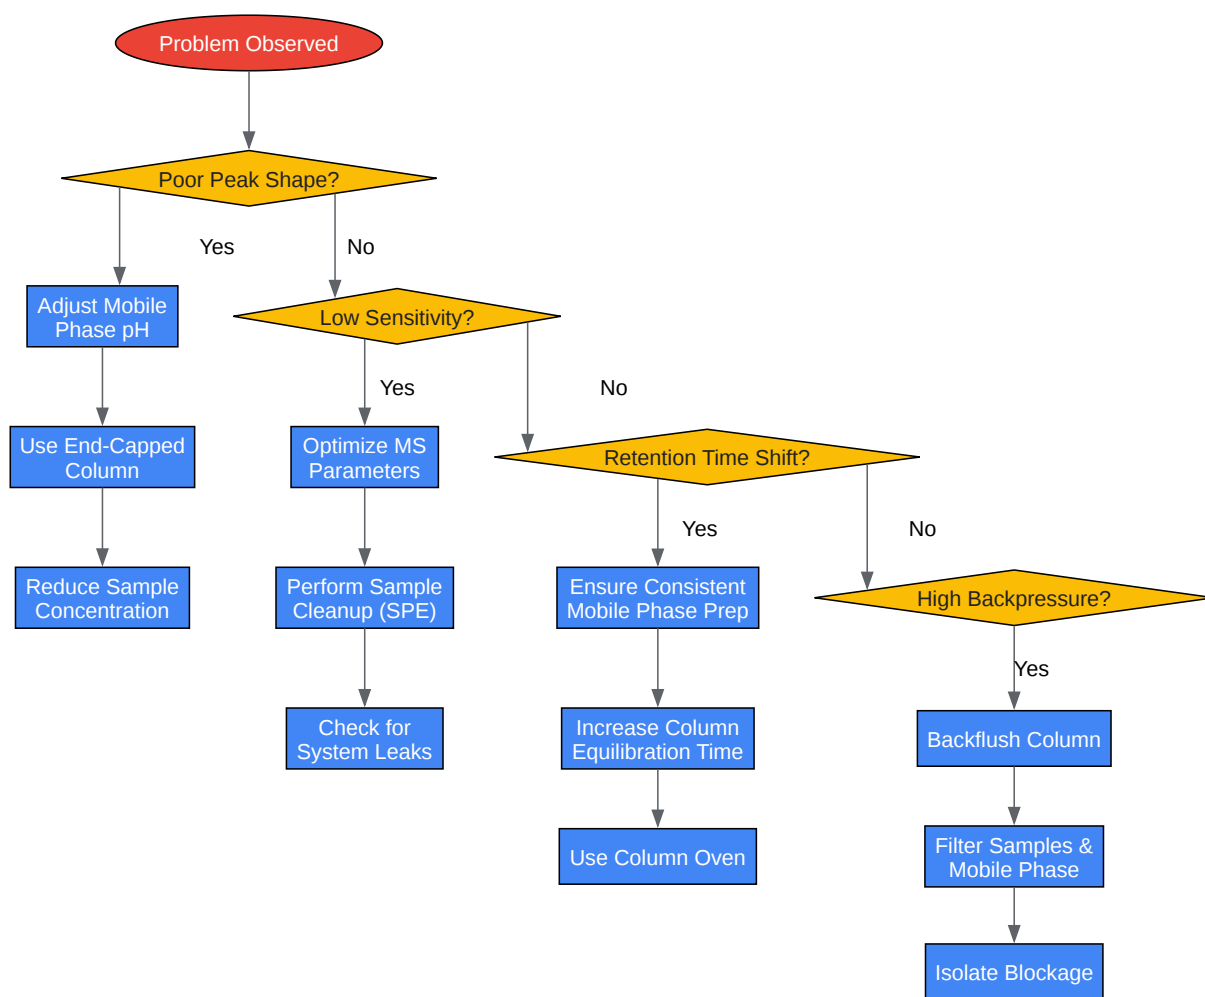 Problem Observed
Poor Peak Shape?
Yes
No
Adjust Mobile
Phase pH
Low Sensitivity?
Yes
No
Use End-Capped
Column
Optimize MS
Parameters
Retention Time Shift?
Yes
No
Reduce Sample
Concentration
Perform Sample
Cleanup (SPE)
Ensure Consistent
Mobile Phase Prep
High Backpressure?
Yes
Check for
System Leaks
Increase Column
Equilibration Time
Backflush Column
Use Column Oven
Filter Samples &
Mobile Phase
Isolate Blockage